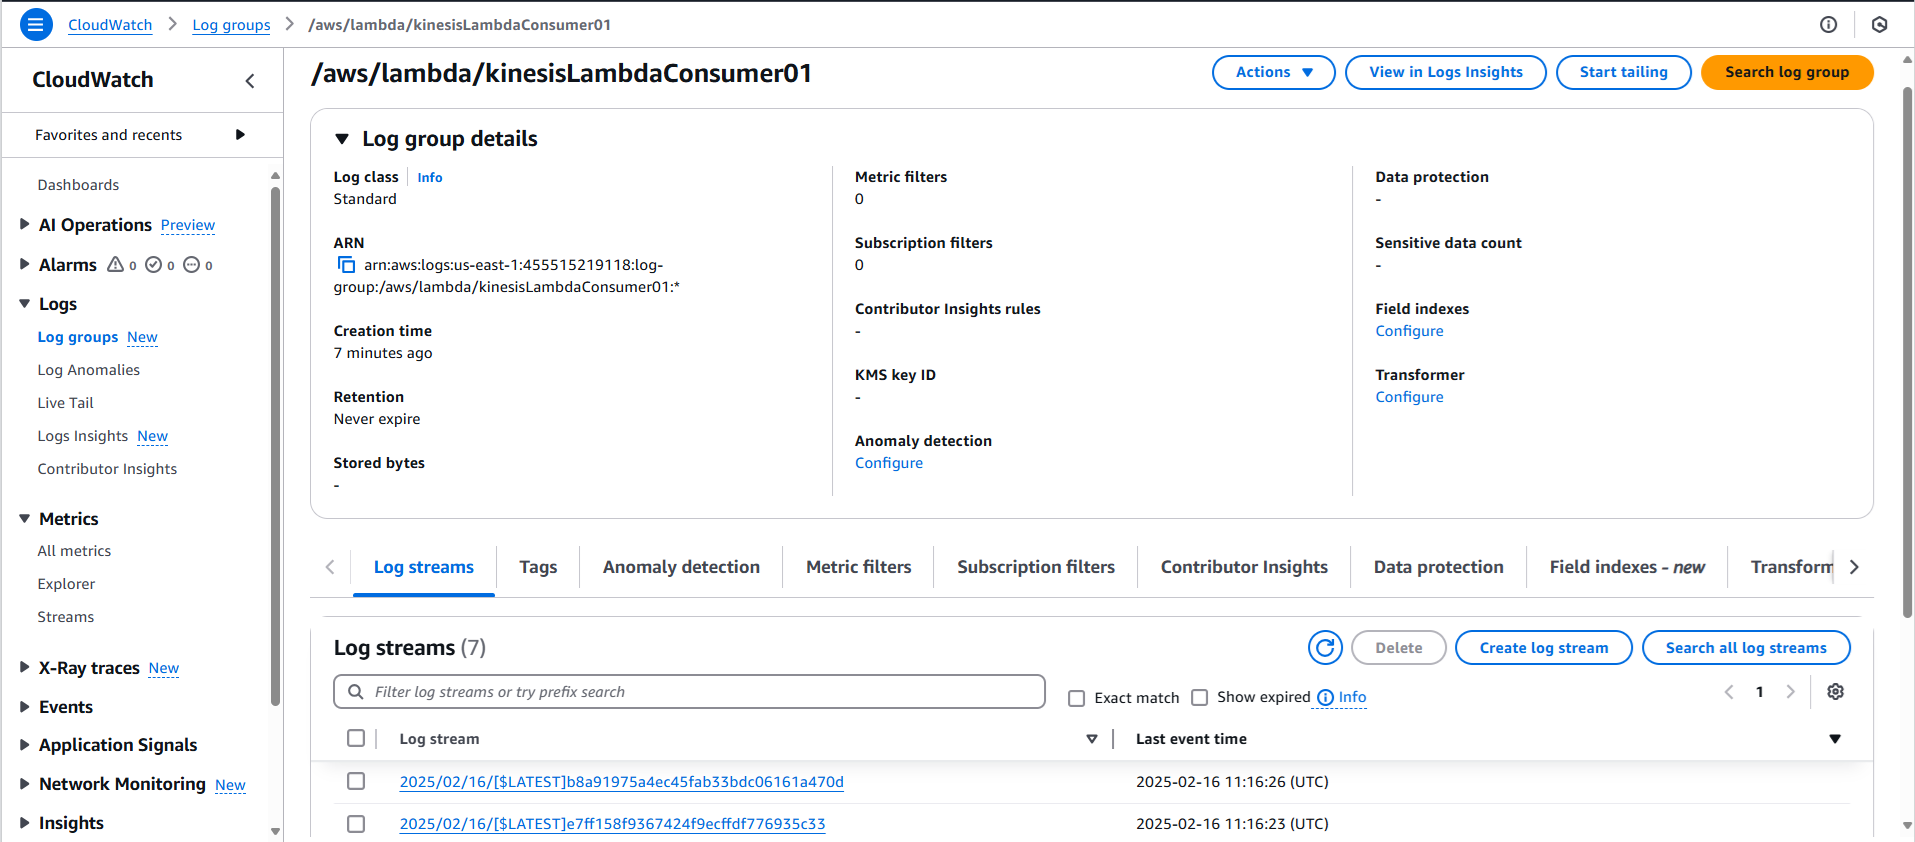 CloudWatch > Log groups > /aws/lambda/kinesisLambdaConsumer01
CloudWatch
Favorites and recents
Dashboards
AI Operations Preview
Alarms 0 0 0
Logs
Log groups New
Log Anomalies
Live Tail
Logs Insights New
Contributor Insights
Metrics
All metrics
Explorer
Streams
X-Ray traces New
Events
Application Signals
Network Monitoring New
Insights
/aws/lambda/kinesisLambdaConsumer01
Actions
View in Logs Insights
Start tailing
Search log group
Log group details
Log class Info
Standard
ARN
arn:aws:logs:us-east-1:455515219118:log-
group:/aws/lambda/kinesisLambdaConsumer01:*
Creation time
7 minutes ago
Retention
Never expire
Stored bytes
-
Metric filters
0
Subscription filters
0
Contributor Insights rules
-
KMS key ID
-
Anomaly detection
Configure
Data protection
-
Sensitive data count
-
Field indexes
Configure
Transformer
Configure
Log streams Tags Anomaly detection Metric filters Subscription filters Contributor Insights Data protection Field indexes - new Transform
Log streams (7)
Delete
Create log stream
Search all log streams
Filter log streams or try prefix search
Exact match Show expired Info
1
Log stream Last event time
2025/02/16/[$LATEST]b8a91975a4ec45fab33bdc06161a470d 2025-02-16 11:16:26 (UTC)
2025/02/16/[$LATEST]e7ff158f9367424f9ecffdf776935c33 2025-02-16 11:16:23 (UTC)